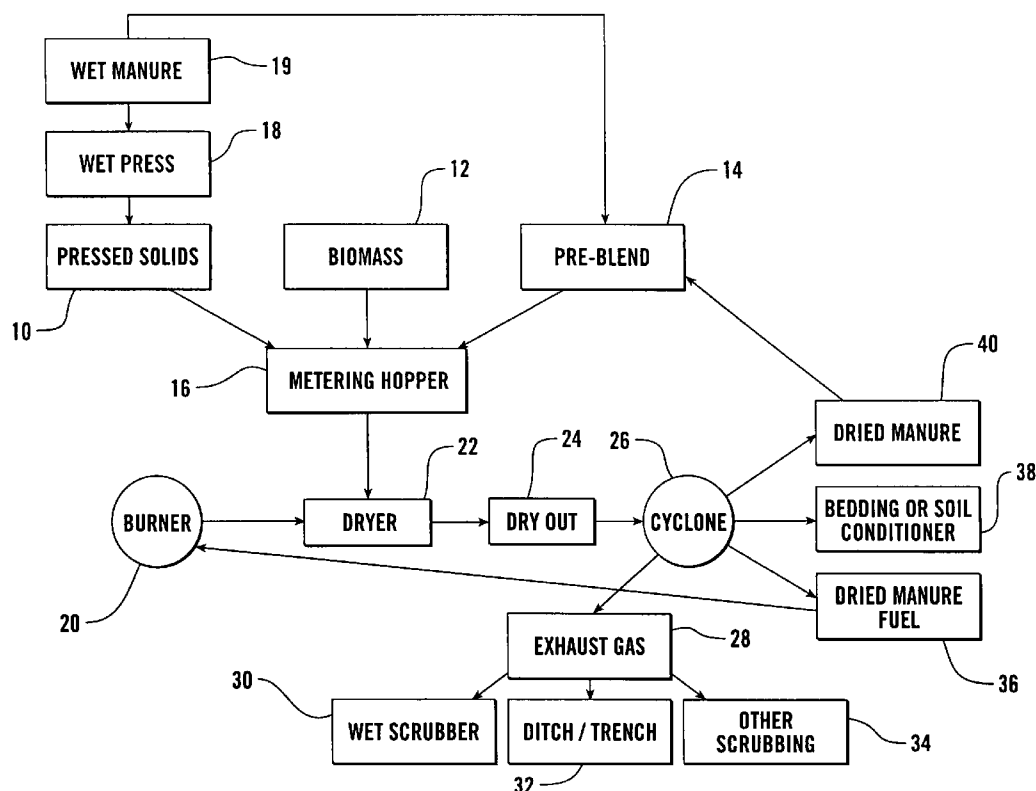 WET MANURE
19
WET PRESS
18
12
14
PRESSED SOLIDS
BIOMASS
PRE-BLEND
10
16
METERING HOPPER
40
DRIED MANURE
22
24
26
38
BURNER
DRYER
DRY OUT
CYCLONE
BEDDING OR SOIL
CONDITIONER
20
DRIED MANURE
FUEL
EXHAUST GAS
28
36
30
WET SCRUBBER
DITCH / TRENCH
OTHER
SCRUBBING
34
32